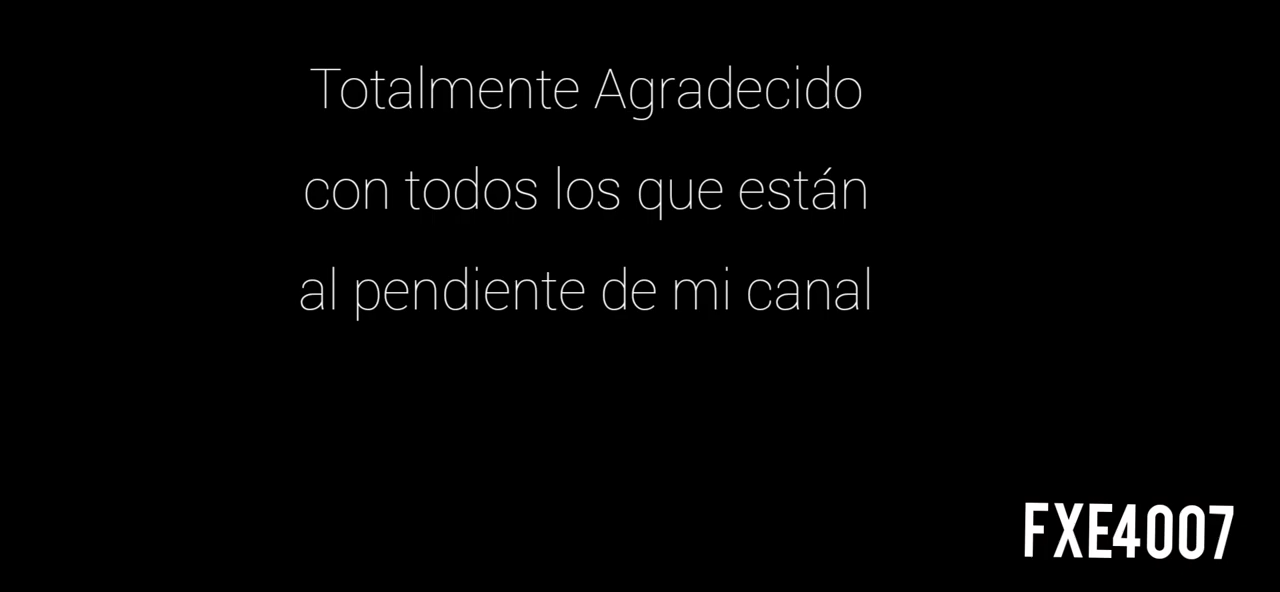 Totalmente Agradecido
con todos los que están
al pendiente de mi canal
FXE4007